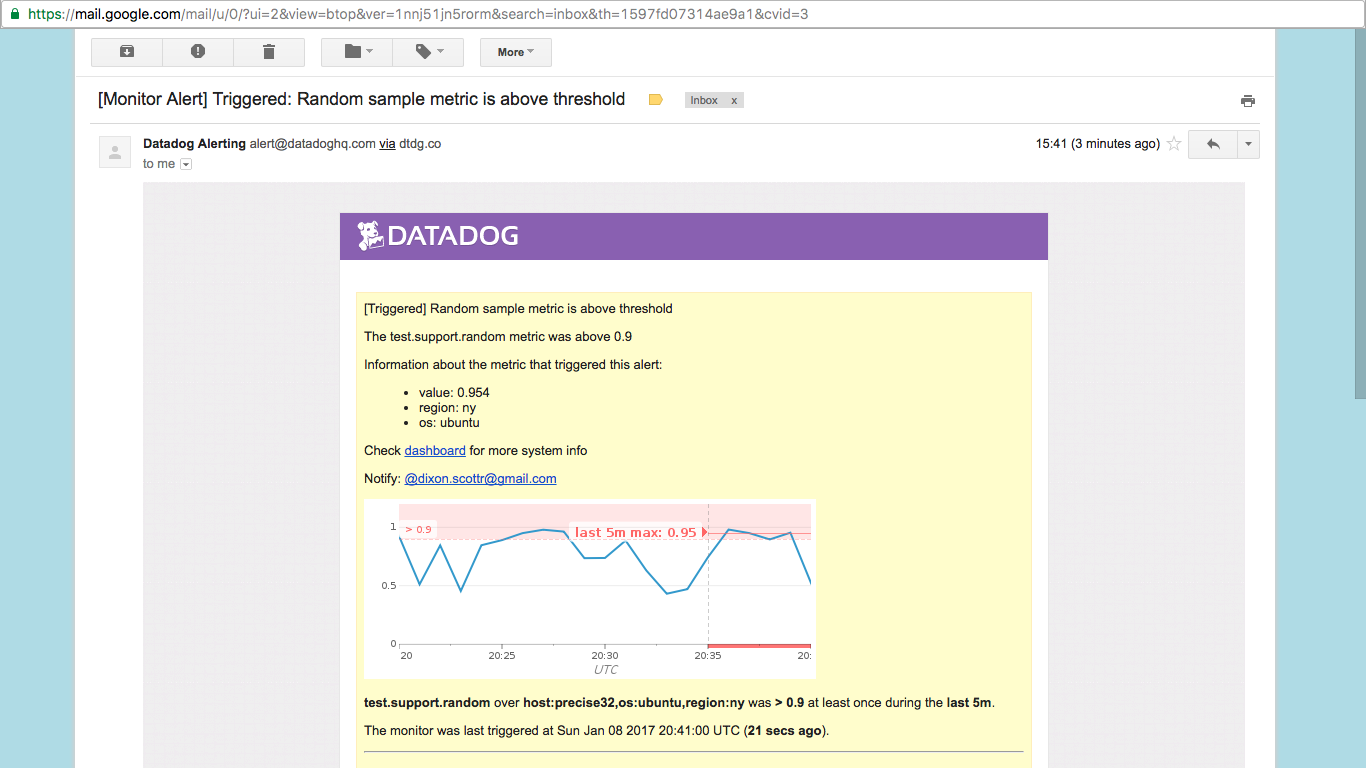 https://mail.google.com/mail/u/0/?ui=2&view=btop&ver=1nnj51jn5rorm&search=inbox&th=1597fd07314ae9a1&cvid=3
More
[Monitor Alert] Triggered: Random sample metric is above threshold Inbox x
Datadog Alerting alert@datadoghq.com via dtdg.co 15:41 (3 minutes ago)
to me
DATADOG
[Triggered] Random sample metric is above threshold
The test.support.random metric was above 0.9
Information about the metric that triggered this alert:
• value: 0.954
• region: ny
• os: ubuntu
Check dashboard for more system info
Notify: @dixon.scottr@gmail.com
1 > 0.9 last 5m max: 0.95
0.5
0
20 20:25 20:30 20:35 20:
UTC
test.support.random over host:precise32,os:ubuntu,region:ny was > 0.9 at least once during the last 5m.
The monitor was last triggered at Sun Jan 08 2017 20:41:00 UTC (21 secs ago).